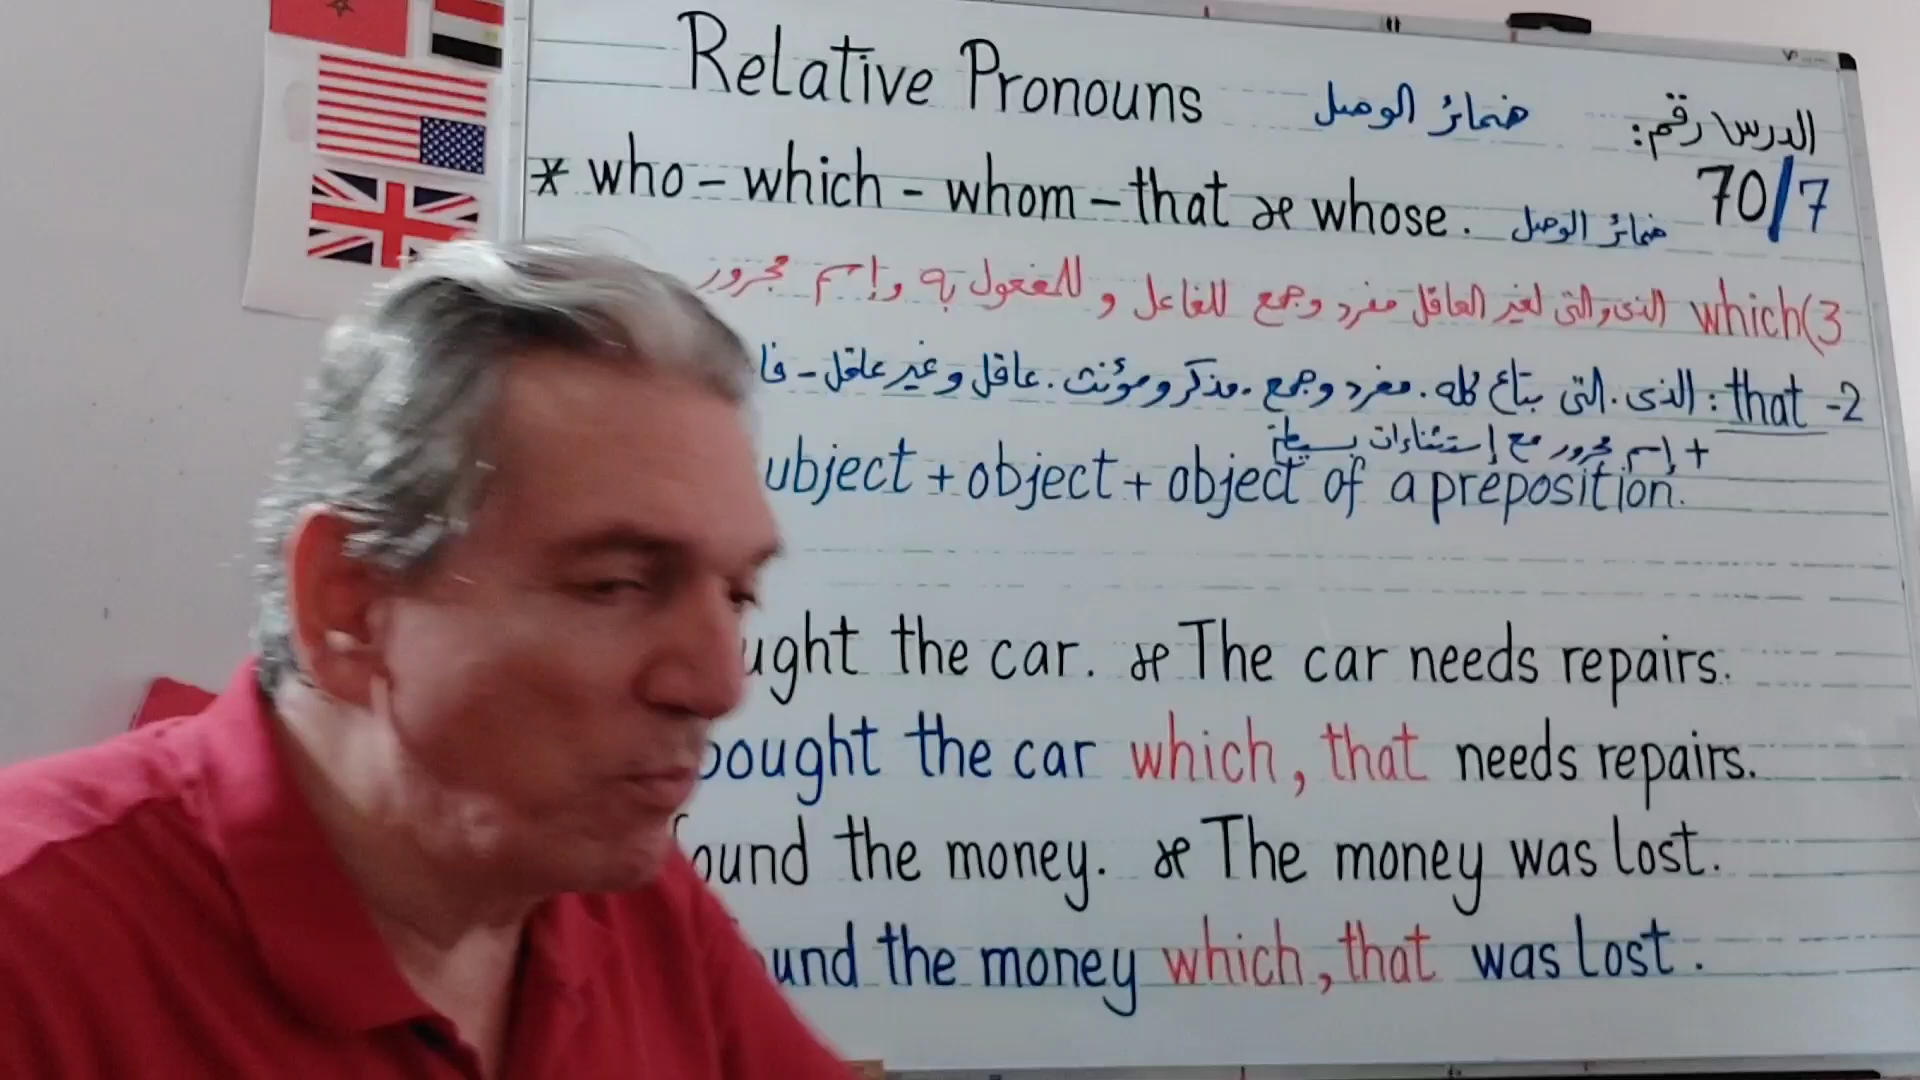 Relative Pronouns ضمائر الوصل الدرس رقم:
70/7
* who – which - whom – that & whose. ضمائر الوصل
which(3 الذى والتى لغير العاقل مفرد وجمع للفاعل و للمفعول به وإسم مجرور
2- that : الذى . التى بتاع كله . مفرد وجمع . مذكر ومؤنث . عاقل وغير عاقل - فا
+ إسم مجرور مع إستثناءات بسيطة
ubject + object + object of a preposition.
ught the car. & The car needs repairs.
bought the car which, that needs repairs.
ound the money. & The money was lost.
und the money which, that was lost.